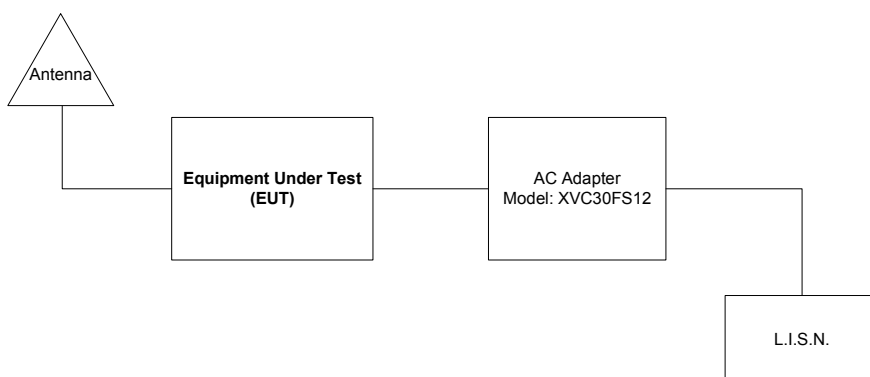 Antenna
Equipment Under Test
(EUT)
AC Adapter
Model: XVC30FS12
L.I.S.N.